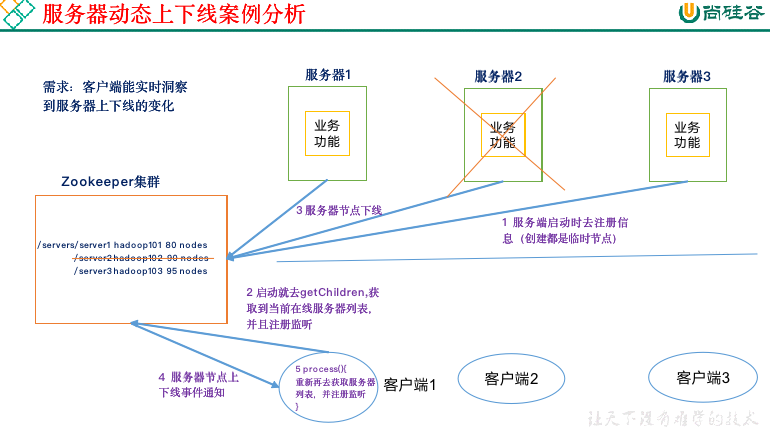 服务器动态上下线案例分析
尚硅谷
需求：客户端能实时洞察
到服务器上下线的变化
服务器1
服务器2
服务器3
业务
功能
业务
功能
业务
功能
Zookeeper集群
3 服务器节点下线
1 服务端启动时去注册信
息（创建都是临时节点）
/servers/server1 hadoop101 80 nodes
/server2 hadoop102 90 nodes
/server3 hadoop103 95 nodes
2 启动就去getChildren,获
取到当前在线服务器列表，
并且注册监听
4 服务器节点上
下线事件通知
5 process(){
重新再去获取服务器
列表，并注册监听
}
客户端1
客户端2
客户端3
让天下没有难学的技术